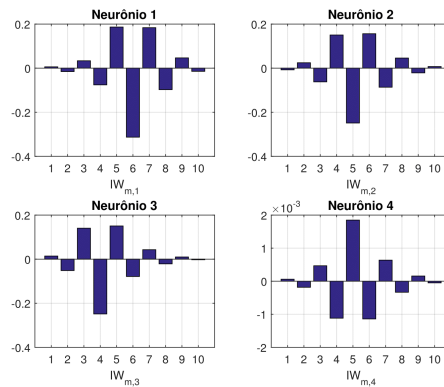 Neurônio 1
0.2
0
-0.2
-0.4
1 2 3 4 5 6 7 8 9 10
IW_{m,1}
Neurônio 2
0.2
0
-0.2
-0.4
1 2 3 4 5 6 7 8 9 10
IW_{m,2}
Neurônio 3
0.2
0
-0.2
-0.4
1 2 3 4 5 6 7 8 9 10
IW_{m,3}
Neurônio 4
×10^{-3}
2
1
0
-1
-2
1 2 3 4 5 6 7 8 9 10
IW_{m,4}